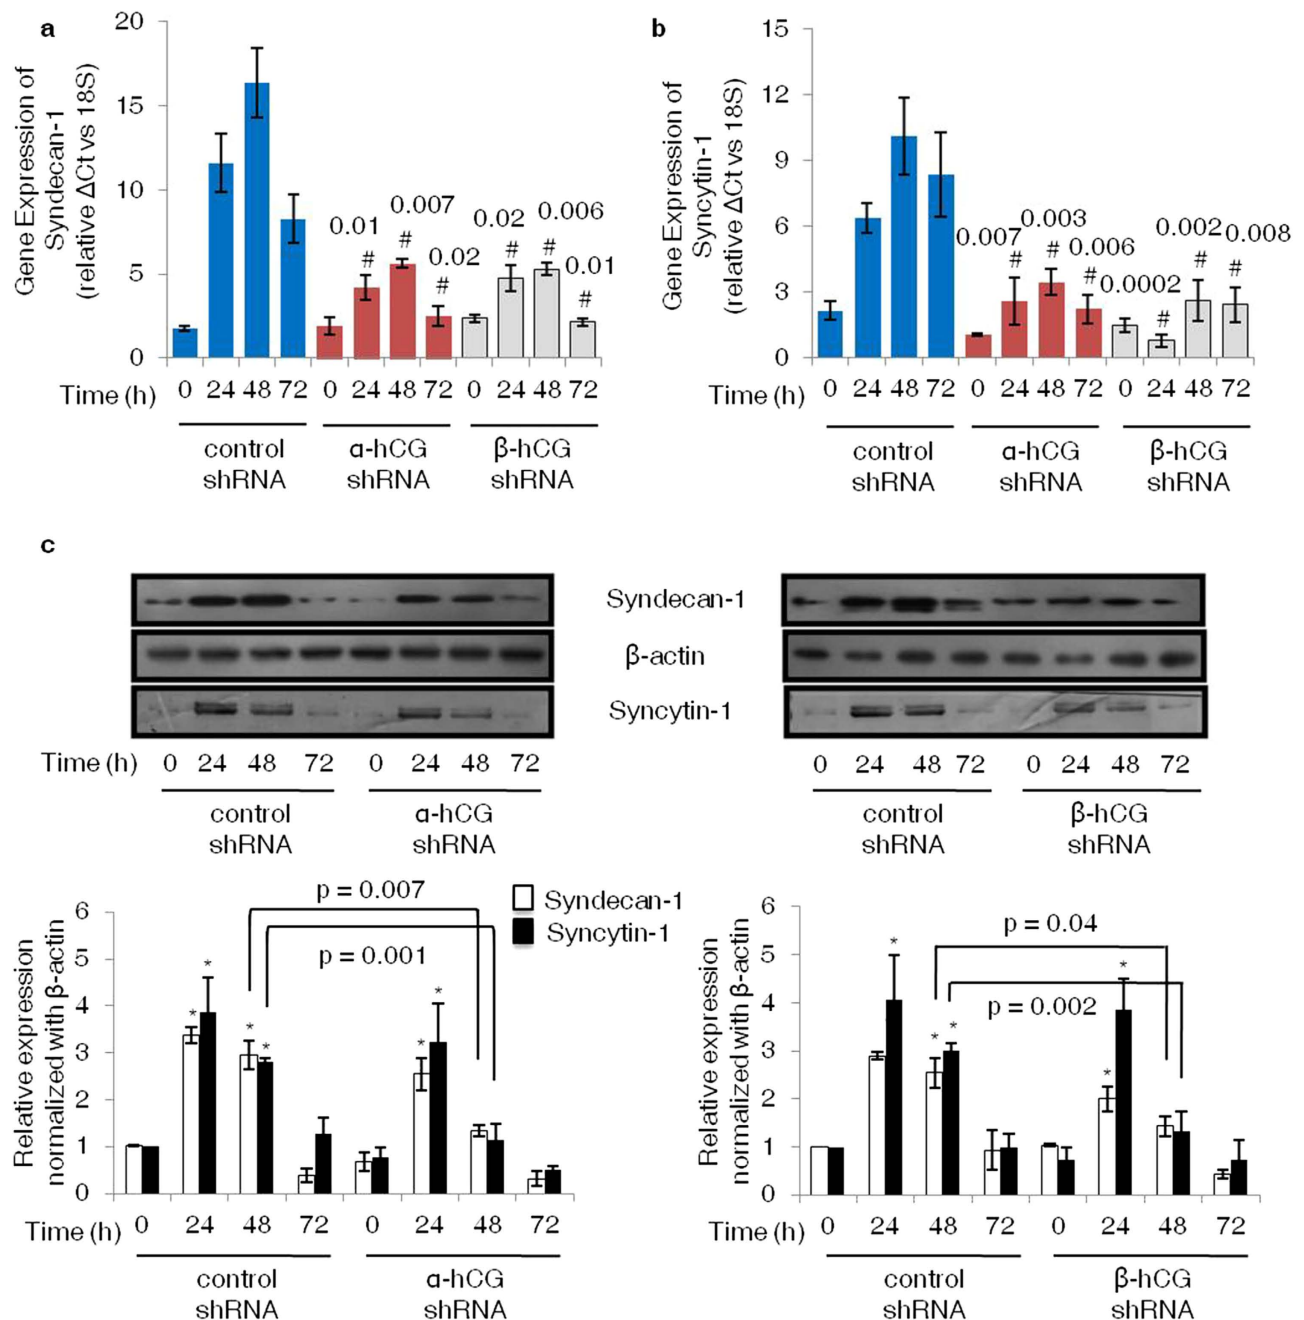 a
Gene Expression of
Syndecan-1
(relative ΔCt vs 18S)
20
15
10
5
0
0.01
0.007
0.02
0.02
0.006
0.01
# # # # # #
Time (h) 0 24 48 72 0 24 48 72 0 24 48 72
control shRNA
α-hCG shRNA
β-hCG shRNA
b
Gene Expression of
Syncytin-1
(relative ΔCt vs 18S)
15
12
9
6
3
0
0.007
0.003
0.006
0.0002
0.002
0.008
# # # # # #
0 24 48 72 0 24 48 72 0 24 48 72
Time (h)
control shRNA
α-hCG shRNA
β-hCG shRNA
c
Syndecan-1
β-actin
Syncytin-1
Time (h) 0 24 48 72 0 24 48 72
control shRNA
α-hCG shRNA
0 24 48 72 0 24 48 72
control shRNA
β-hCG shRNA
Relative expression
normalized with β-actin
6
5
4
3
2
1
0
p = 0.007
p = 0.001
* * * * * *
Syndecan-1
Syncytin-1
Time (h) 0 24 48 72 0 24 48 72
control shRNA
α-hCG shRNA
Relative expression
normalized with β-actin
6
5
4
3
2
1
0
p = 0.04
p = 0.002
* * * * *
Time (h) 0 24 48 72 0 24 48 72
control shRNA
β-hCG shRNA